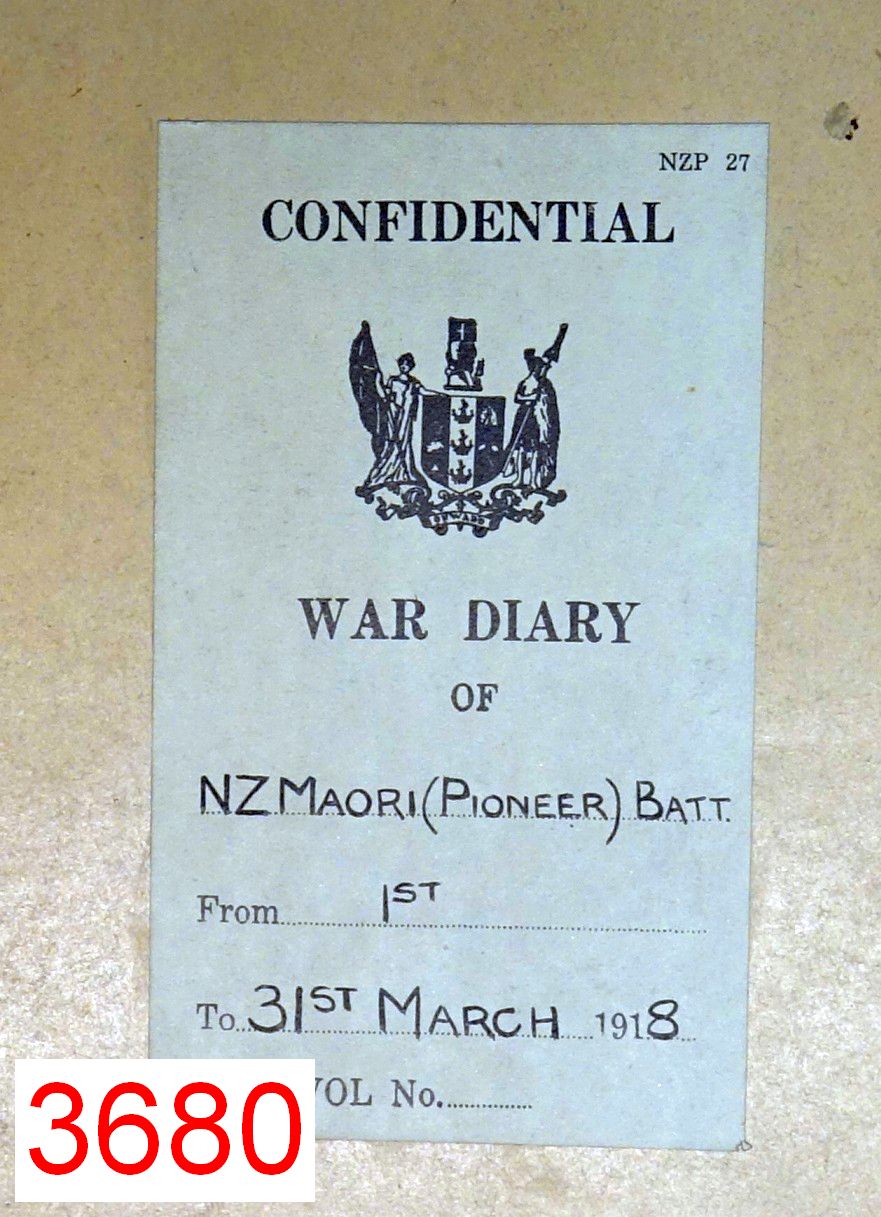 NZP 27
CONFIDENTIAL
ONWARD
WAR DIARY
OF
NZ MAORI (PIONEER) BATT.
From 1ST
To 31ST MARCH 1918
VOL No.
3680